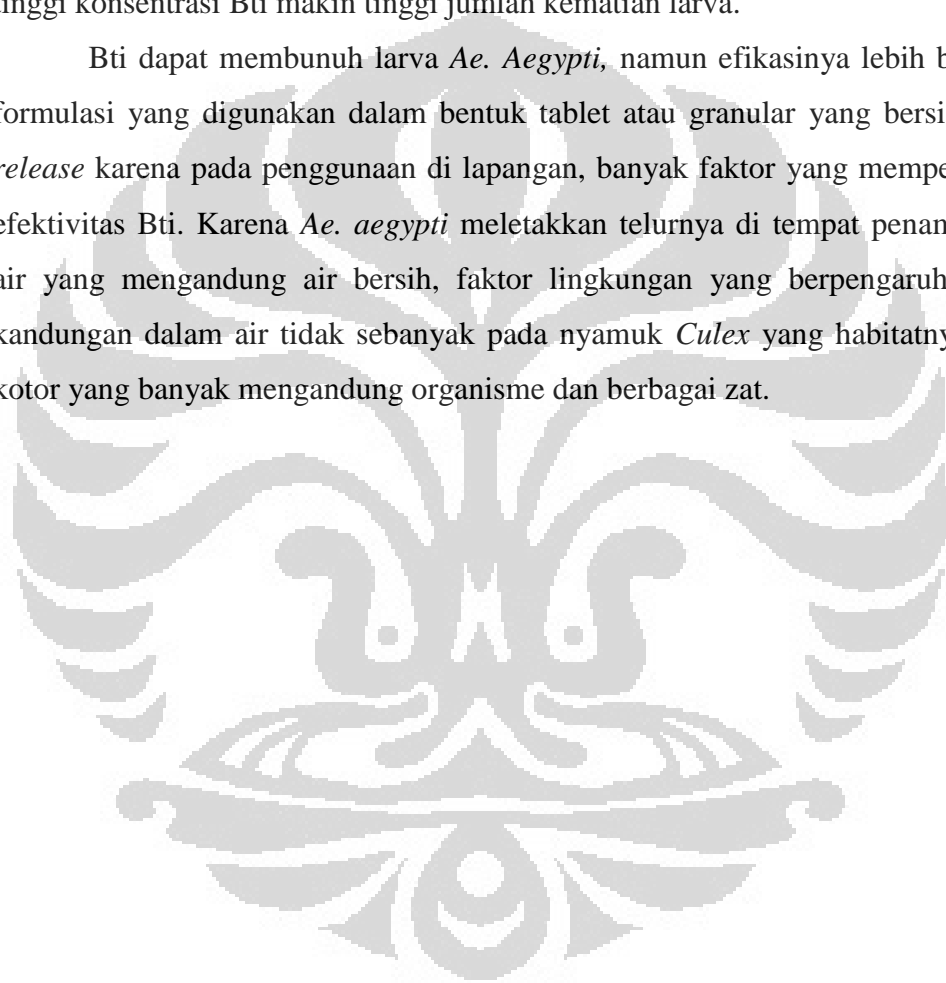 tinggi konsentrasi Bti makin tinggi jumlah kematian larva.
Bti dapat membunuh larva Ae. Aegypti, namun efikasinya lebih b
formulasi yang digunakan dalam bentuk tablet atau granular yang bersi
release karena pada penggunaan di lapangan, banyak faktor yang mempe
efektivitas Bti. Karena Ae. aegypti meletakkan telurnya di tempat penam
air yang mengandung air bersih, faktor lingkungan yang berpengaruh
kandungan dalam air tidak sebanyak pada nyamuk Culex yang habitatny
kotor yang banyak mengandung organisme dan berbagai zat.